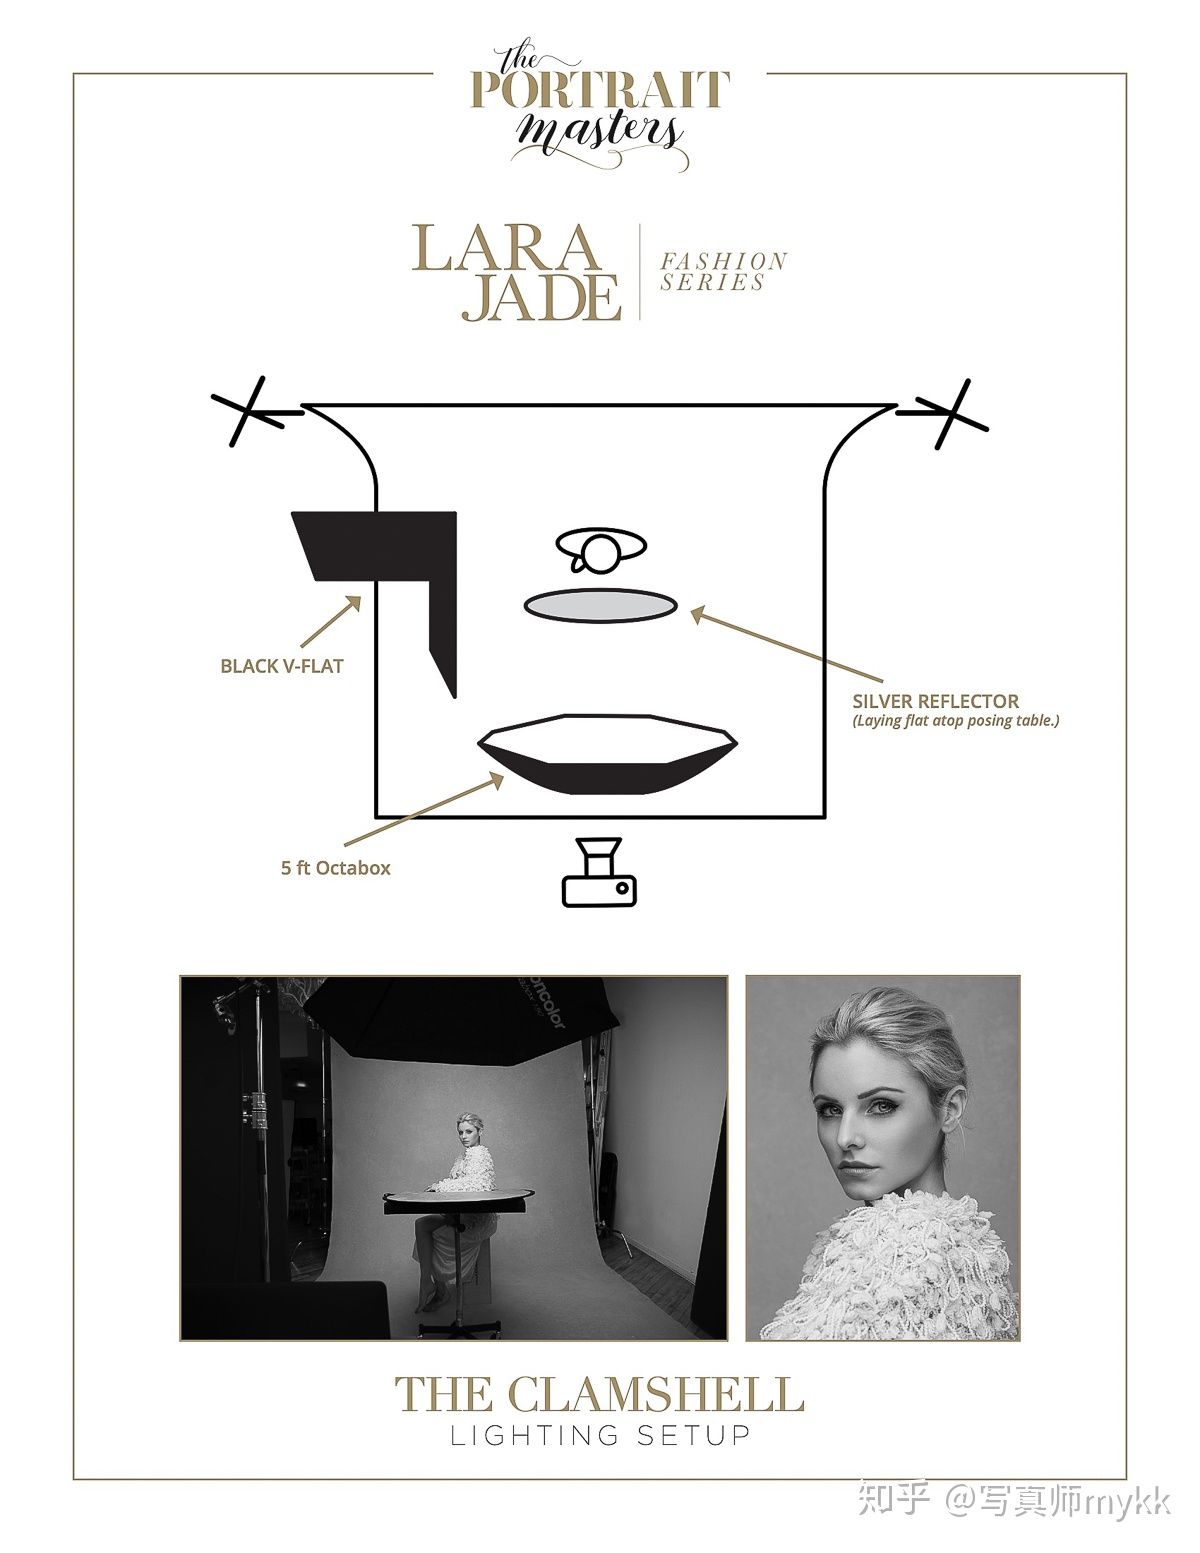 the
PORTRAIT
masters
LARA
JADE
FASHION
SERIES
BLACK V-FLAT
SILVER REFLECTOR
(Laying flat atop posing table.)
5 ft Octabox
oncolor
THE CLAMSHELL
LIGHTING SETUP
知乎 @写真师mykk